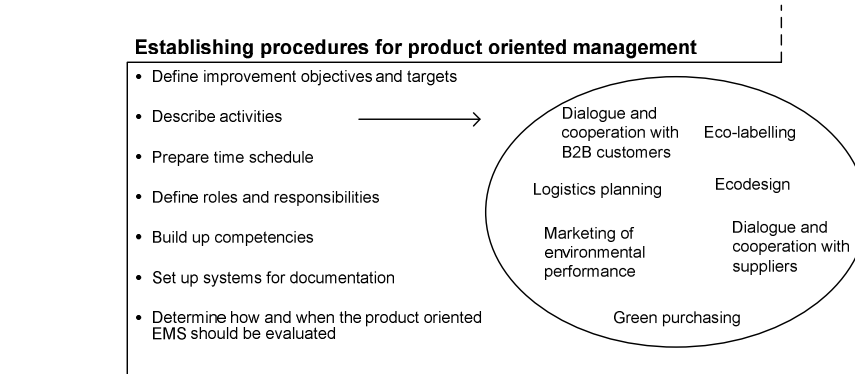 Establishing procedures for product oriented management
• Define improvement objectives and targets
• Describe activities
• Prepare time schedule
• Define roles and responsibilities
• Build up competencies
• Set up systems for documentation
• Determine how and when the product oriented
EMS should be evaluated
Dialogue and
cooperation with
B2B customers
Eco-labelling
Logistics planning
Ecodesign
Marketing of
environmental
performance
Dialogue and
cooperation with
suppliers
Green purchasing